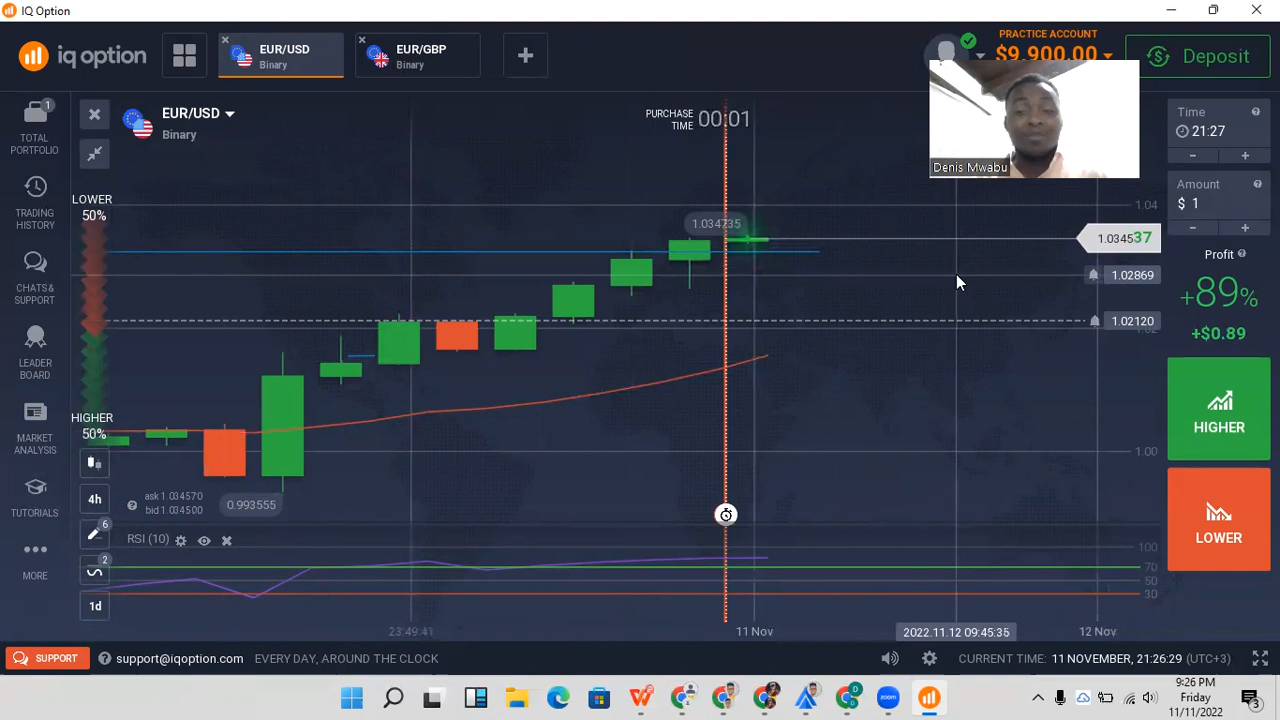 IQ Option
iq option
EUR/USD
Binary
EUR/GBP
Binary
PRACTICE ACCOUNT
$9,900.00
Deposit
1
TOTAL
PORTFOLIO
TRADING
HISTORY
CHATS &
SUPPORT
LEADER
BOARD
MARKET
ANALYSIS
TUTORIALS
MORE
EUR/USD
Binary
LOWER
50%
HIGHER
50%
4h
6
2
1d
PURCHASE
TIME
00:01
Denis Mwabu
1.034735
0.993555
ask 1 034570
bid 1 034500
RSI (10)
1.04
1.034537
1.02869
1.02120
1.00
100
70
50
30
23:49:41
11 Nov
2022.11.12 09:45:35
12 Nov
Time
21:27
- +
Amount
$ 1
- +
Profit
+89%
+$0.89
HIGHER
LOWER
SUPPORT
support@iqoption.com
EVERY DAY, AROUND THE CLOCK
CURRENT TIME: 11 NOVEMBER, 21:26:29 (UTC+3)
9:26 PM
Friday
11/11/2022
3